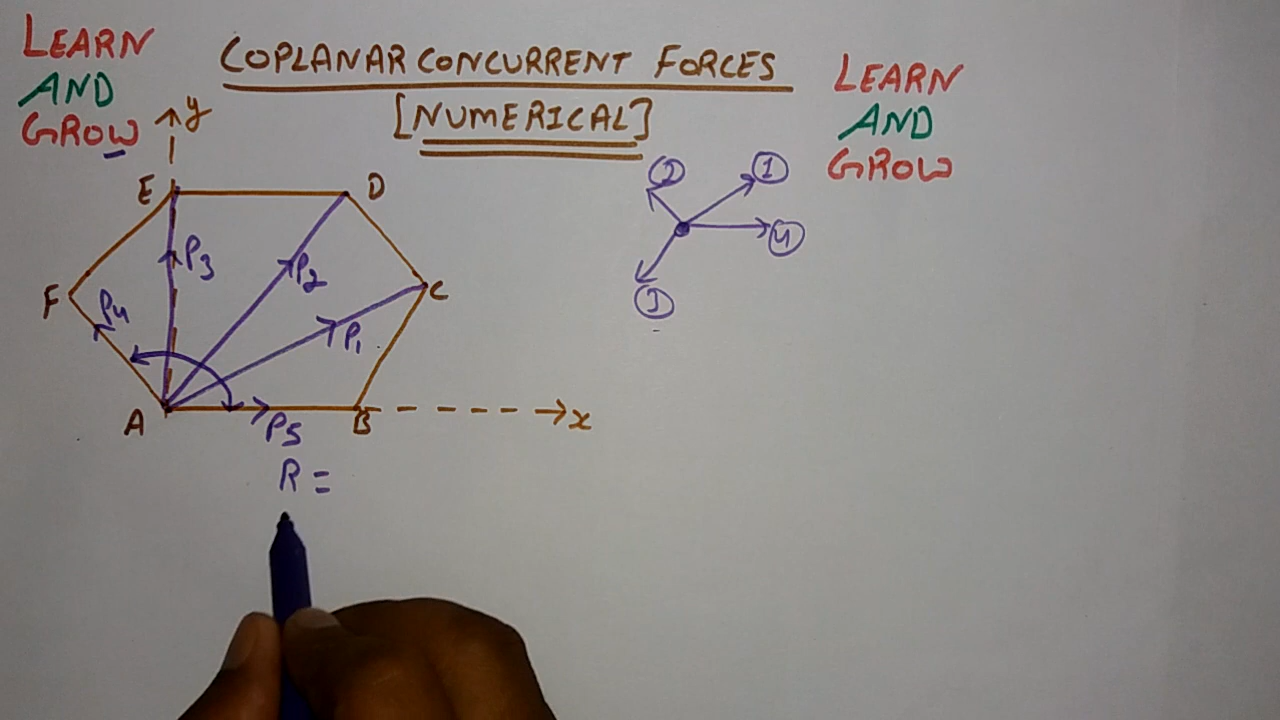 LEARN
AND
GROW
COPLANAR CONCURRENT FORCES
[NUMERICAL]
LEARN
AND
GROW
y
E
D
P3
P2
F
P4
C
P1
A
B
x
P5
R =
2
1
4
3